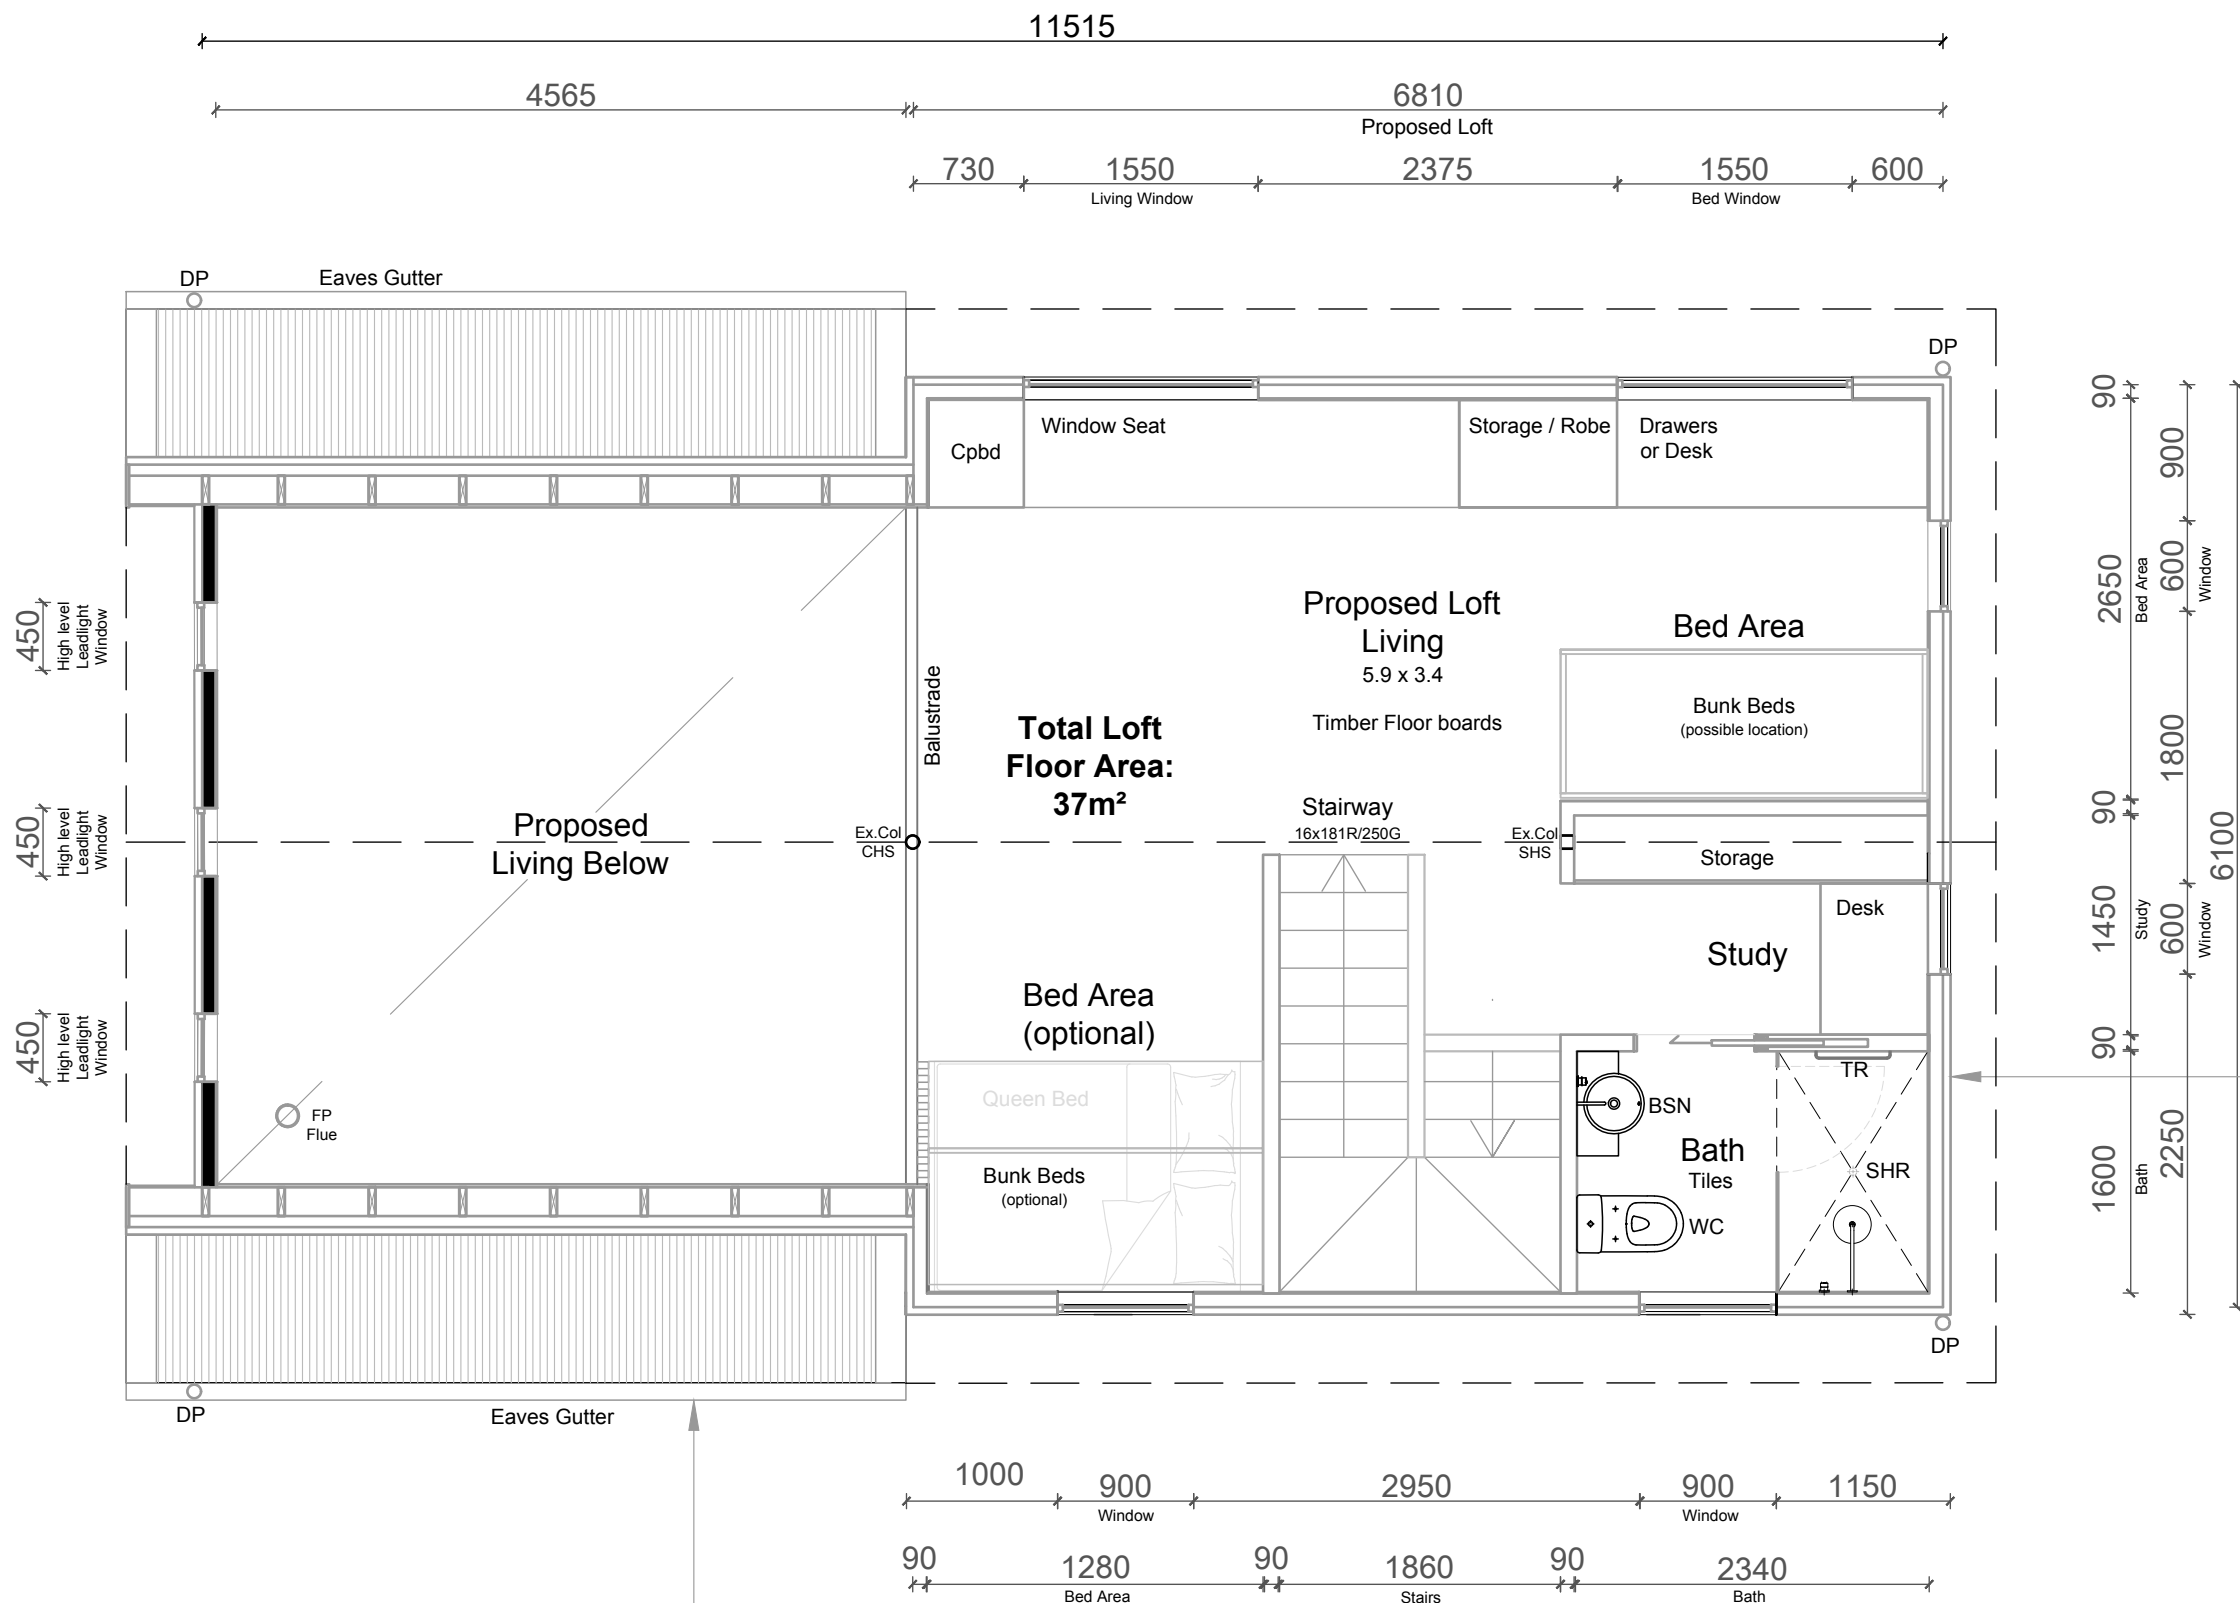 11515
4565
6810
Proposed Loft
730
1550
2375
1550
600
Living Window
Bed Window
DP
Eaves Gutter
DP
Cpbd
Window Seat
Storage / Robe
Drawers
or Desk
Proposed Loft
Living
5.9 x 3.4
Timber Floor boards
Bed Area
Bunk Beds
(possible location)
Balustrade
Total Loft
Floor Area:
37m²
Stairway
16x181R/250G
Proposed
Living Below
Ex.Col
CHS
Ex.Col
SHS
Storage
Desk
Study
Bed Area
(optional)
Queen Bed
Bunk Beds
(optional)
FP
Flue
TR
BSN
Bath
Tiles
SHR
WC
DP
DP
Eaves Gutter
450
High level
Leadlight
Window
450
High level
Leadlight
Window
450
High level
Leadlight
Window
90
2650
Bed Area
90
1450
Study
90
1600
Bath
900
600
Window
1800
600
Window
2250
6100
1000
900
2950
900
1150
Window
Window
90
1280
90
1860
90
2340
Bed Area
Stairs
Bath